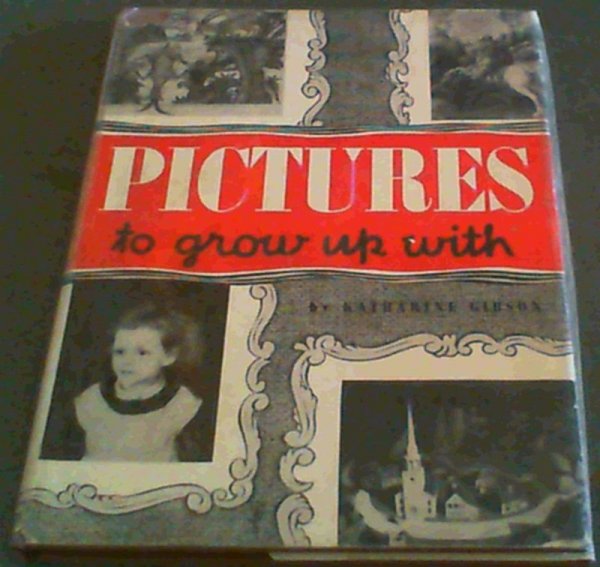 PICTURES
to grow up with
by KATHARINE GIBSON